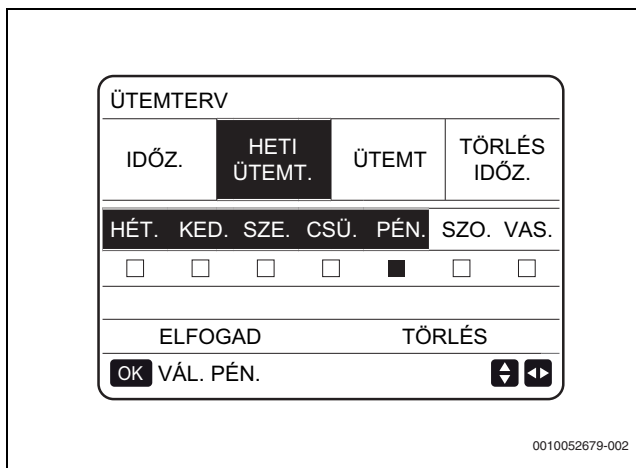 ÜTEMTERV
IDŐZ. HETI ÜTEMT. ÜTEMT TÖRLÉS IDŐZ.
HÉT. KED. SZE. CSÜ. PÉN. SZO. VAS.
ELFOGAD TÖRLÉS
OK VÁL. PÉN.
0010052679-002